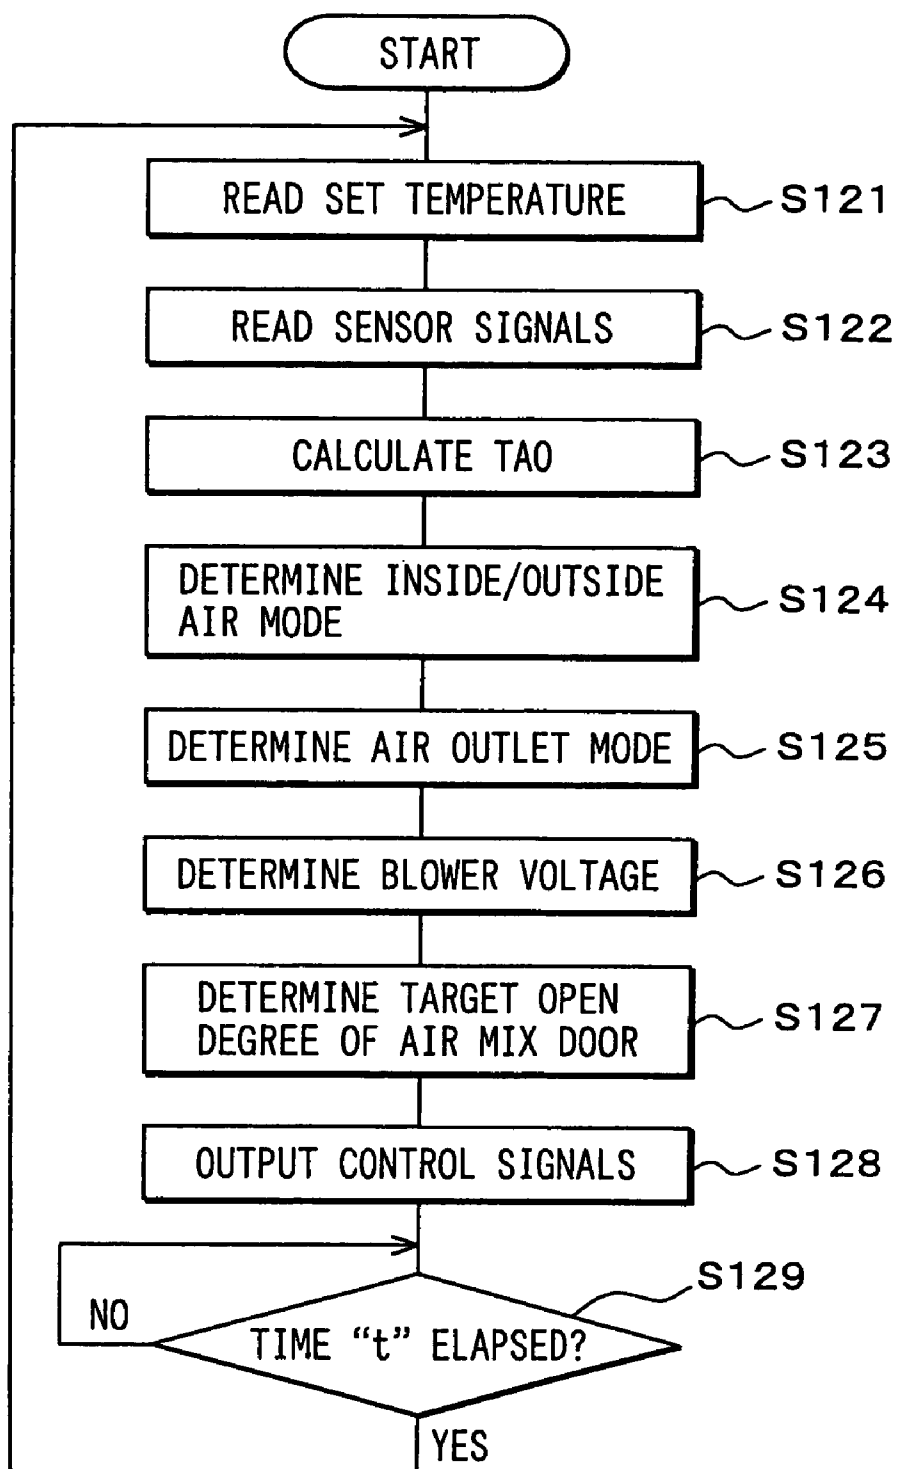 START
READ SET TEMPERATURE
S121
READ SENSOR SIGNALS
S122
CALCULATE TAO
S123
DETERMINE INSIDE/OUTSIDE
AIR MODE
S124
DETERMINE AIR OUTLET MODE
S125
DETERMINE BLOWER VOLTAGE
S126
DETERMINE TARGET OPEN
DEGREE OF AIR MIX DOOR
S127
OUTPUT CONTROL SIGNALS
S128
S129
NO
TIME “t” ELAPSED?
YES